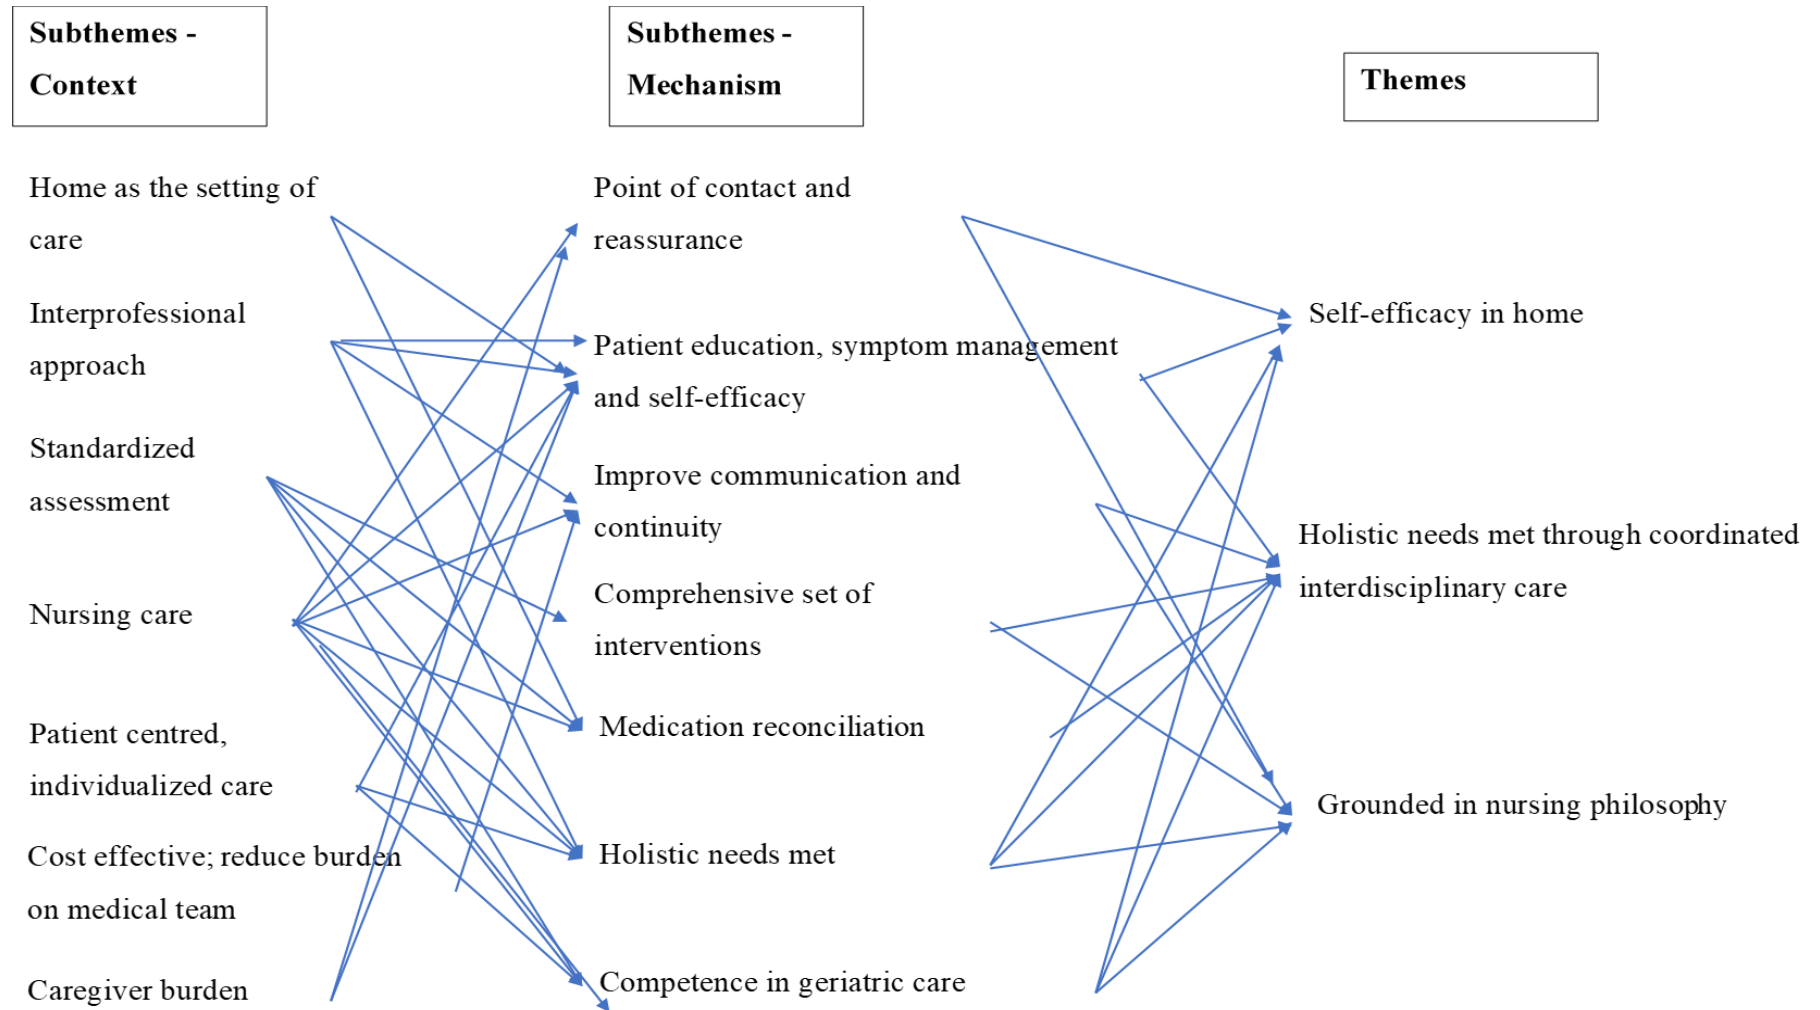 Subthemes -
Context
Subthemes -
Mechanism
Themes
Home as the setting of
care
Interprofessional
approach
Standardized
assessment
Nursing care
Patient centred,
individualized care
Cost effective; reduce burden
on medical team
Caregiver burden
Point of contact and
reassurance
Patient education, symptom management
and self-efficacy
Improve communication and
continuity
Comprehensive set of
interventions
Medication reconciliation
Holistic needs met
Competence in geriatric care
Self-efficacy in home
Holistic needs met through coordinated
interdisciplinary care
Grounded in nursing philosophy